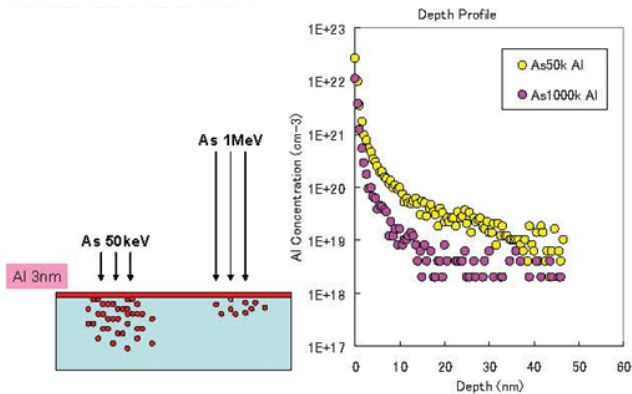 As 1MeV
As 50keV
Al 3nm
Depth Profile
Al Concentration (cm-3)
1E+23
1E+22
1E+21
1E+20
1E+19
1E+18
1E+17
As50k Al
As1000k Al
0 10 20 30 40 50 60
Depth (nm)